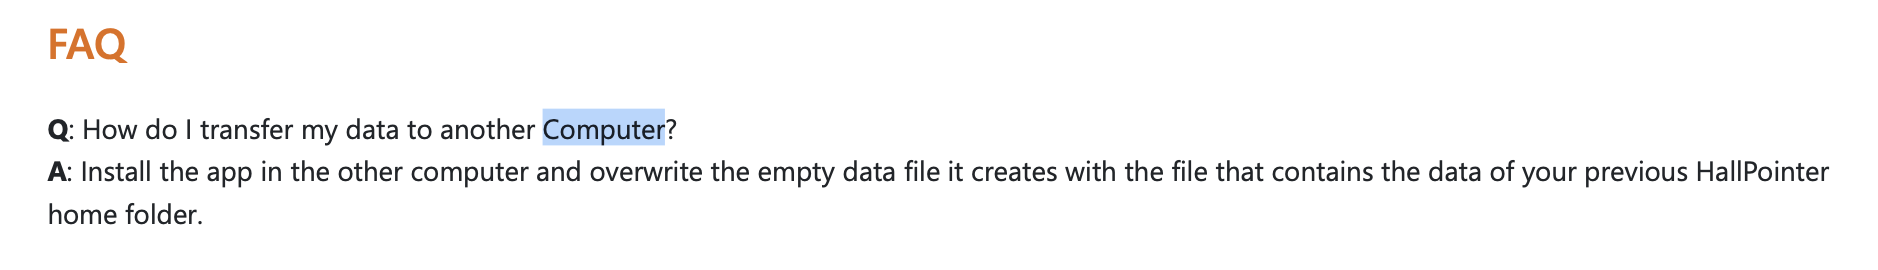 FAQ
Q: How do I transfer my data to another Computer?
A: Install the app in the other computer and overwrite the empty data file it creates with the file that contains the data of your previous HallPointer
home folder.